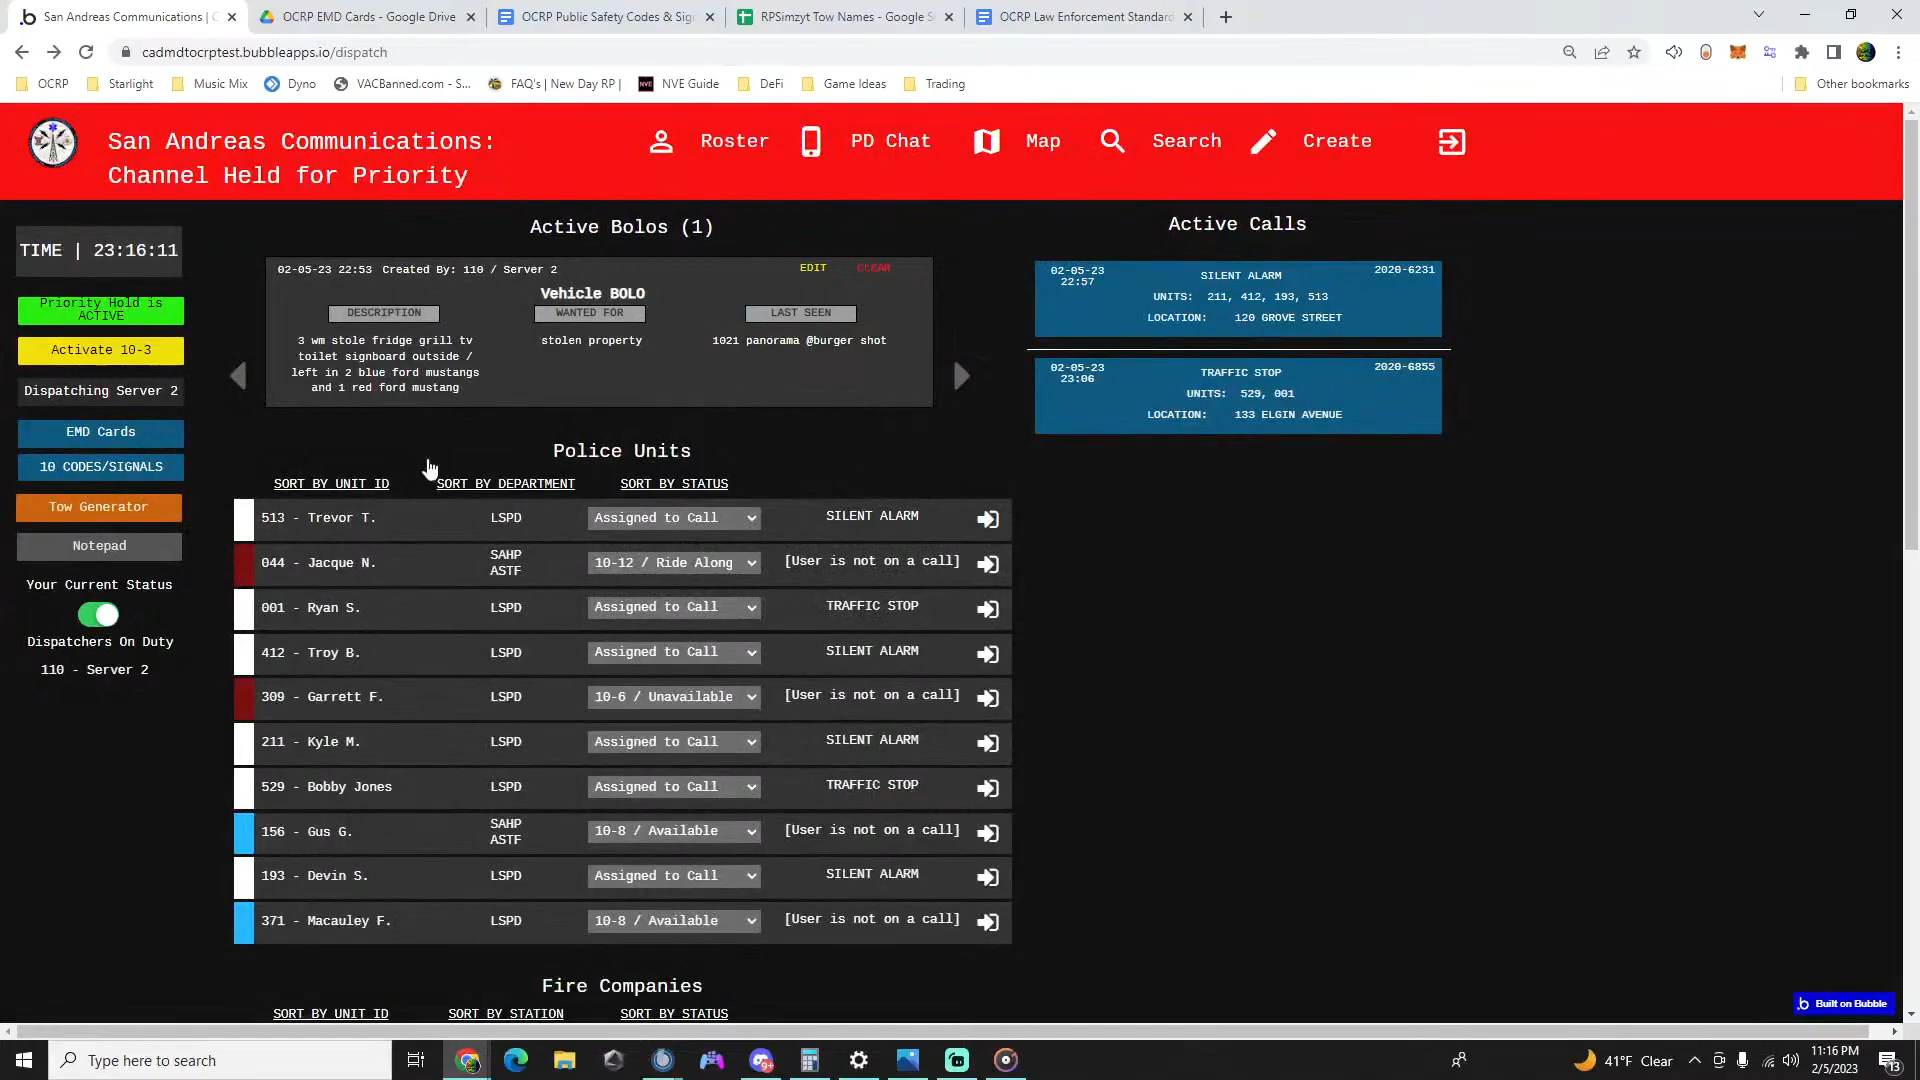 San Andreas Communications | C
OCRP EMD Cards - Google Drive
OCRP Public Safety Codes & Sig
RPSimzyt Tow Names - Google S
OCRP Law Enforcement Standard
cadmdtocrptest.bubbleapps.io/dispatch
OCRP
Starlight
Music Mix
Dyno
VACBanned.com - S...
FAQ's | New Day RP |
NVE Guide
DeFi
Game Ideas
Trading
Other bookmarks
San Andreas Communications:
Channel Held for Priority
Roster
PD Chat
Map
Search
Create
TIME | 23:16:11
Priority Hold is
ACTIVE
Activate 10-3
Dispatching Server 2
EMD Cards
10 CODES/SIGNALS
Tow Generator
Notepad
Your Current Status
Dispatchers On Duty
110 - Server 2
Active Bolos (1)
02-05-23 22:53 Created By: 110 / Server 2
EDIT
CLEAR
Vehicle BOLO
DESCRIPTION
WANTED FOR
LAST SEEN
3 wm stole fridge grill tv
toilet signboard outside /
left in 2 blue ford mustangs
and 1 red ford mustang
stolen property
1021 panorama @burger shot
Active Calls
02-05-23
22:57
SILENT ALARM
2020-6231
UNITS: 211, 412, 193, 513
LOCATION: 120 GROVE STREET
02-05-23
23:06
TRAFFIC STOP
2020-6855
UNITS: 529, 001
LOCATION: 133 ELGIN AVENUE
Police Units
SORT BY UNIT ID
SORT BY DEPARTMENT
SORT BY STATUS
513 - Trevor T. LSPD Assigned to Call SILENT ALARM
044 - Jacque N. SAHP ASTF 10-12 / Ride Along [User is not on a call]
001 - Ryan S. LSPD Assigned to Call TRAFFIC STOP
412 - Troy B. LSPD Assigned to Call SILENT ALARM
309 - Garrett F. LSPD 10-6 / Unavailable [User is not on a call]
211 - Kyle M. LSPD Assigned to Call SILENT ALARM
529 - Bobby Jones LSPD Assigned to Call TRAFFIC STOP
156 - Gus G. SAHP ASTF 10-8 / Available [User is not on a call]
193 - Devin S. LSPD Assigned to Call SILENT ALARM
371 - Macauley F. LSPD 10-8 / Available [User is not on a call]
Fire Companies
SORT BY UNIT ID
SORT BY STATION
SORT BY STATUS
Built on Bubble
Type here to search
9+
41°F Clear
11:16 PM
2/5/2023
13